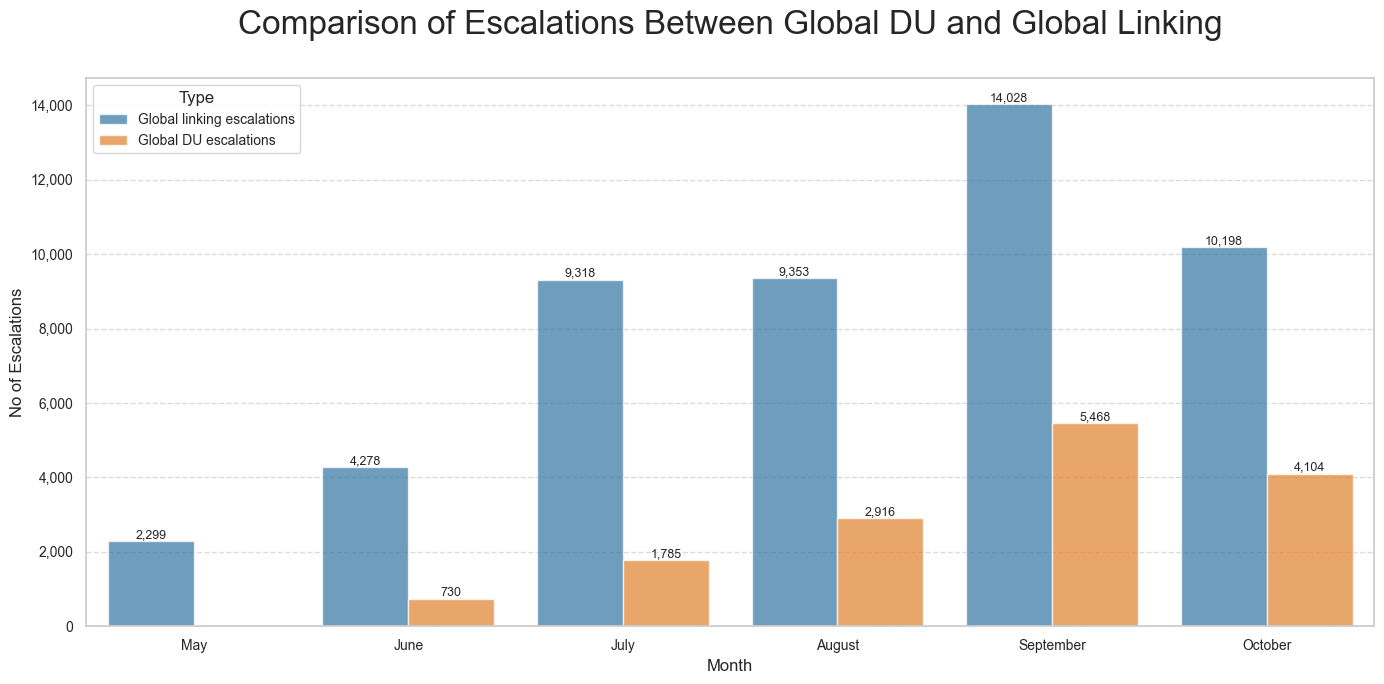 Comparison of Escalations Between Global DU and Global Linking
Type
Global linking escalations
Global DU escalations
No of Escalations
14,000
12,000
10,000
8,000
6,000
4,000
2,000
0
2,299
4,278
730
9,318
1,785
9,353
2,916
14,028
5,468
10,198
4,104
May
June
July
August
September
October
Month